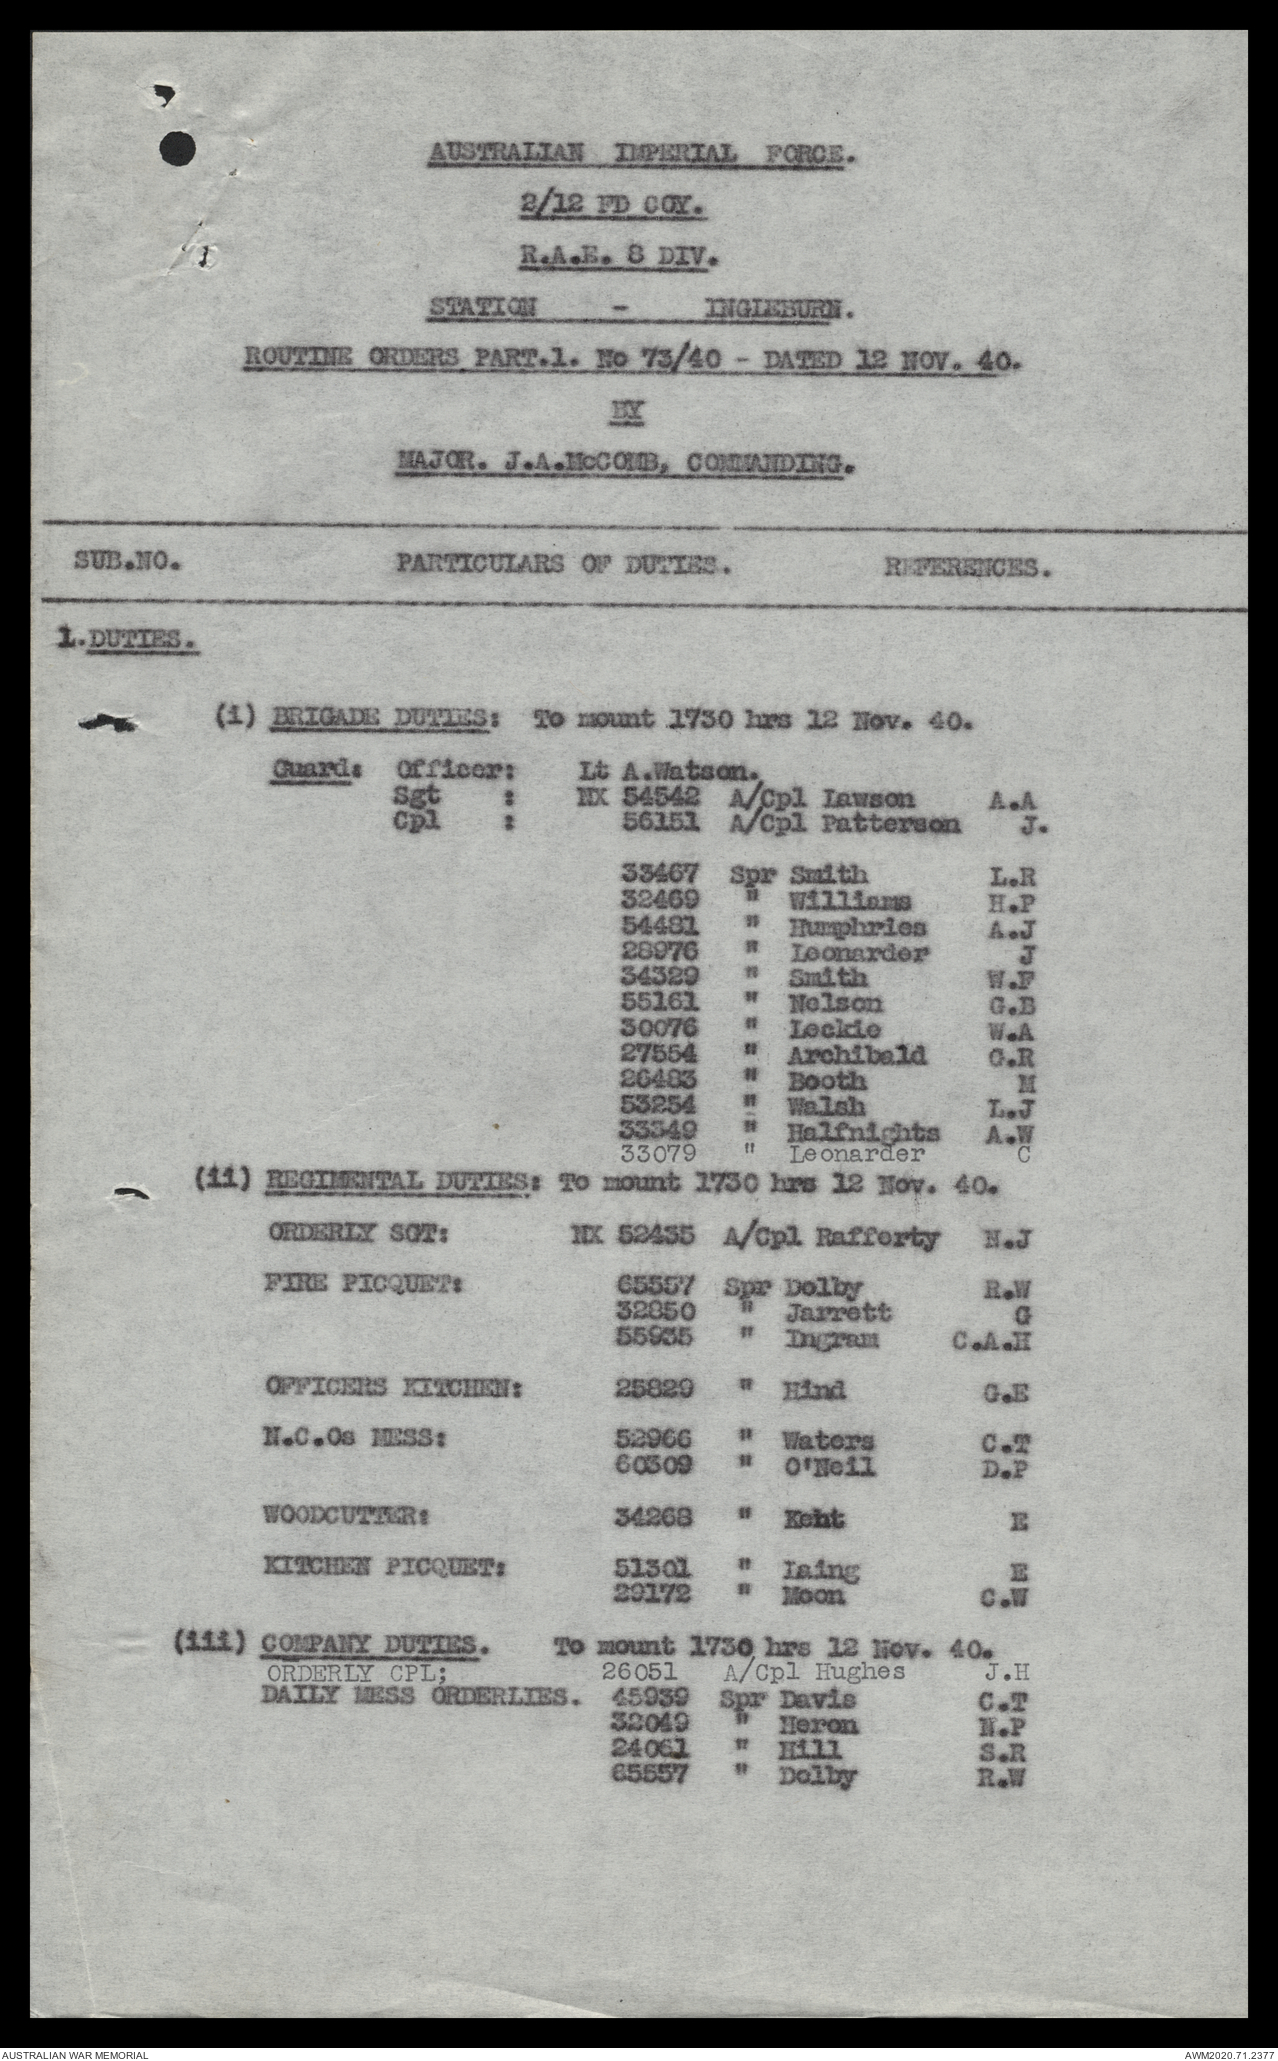 AUSTRALIAN IMPERIAL FORCE.
2/12 FD COY.
R.A.E. 8 DIV.
STATION - INGLEBURN.
ROUTINE ORDERS PART.1. No 73/40 - DATED 12 NOV. 40.
BY
MAJOR. J.A.McCOMB, COMMANDING.
SUB.NO. PARTICULARS OF DUTIES. REFERENCES.
1.DUTIES.
(i) BRIGADE DUTIES: To mount 1730 hrs 12 Nov. 40.
Guard: Officer: Lt A.Watson.
Sgt : NX 54542 A/Cpl Lawson A.A
Cpl : 56151 A/Cpl Patterson J.
33467 Spr Smith L.R
32469 " Williams H.P
54481 " Humphries A.J
28976 " Leonarder J
34329 " Smith W.F
55161 " Nelson G.B
30076 " Leckie W.A
27554 " Archibald G.R
26483 " Booth M
53254 " Walsh L.J
33349 " Halfnights A.W
33079 " Leonarder C
(ii) REGIMENTAL DUTIES: To mount 1730 hrs 12 Nov. 40.
ORDERLY SGT: NX 52435 A/Cpl Rafferty N.J
FIRE PICQUET: 65557 Spr Dolby R.W
32850 " Jarrett G
55935 " Ingram C.A.H
OFFICERS KITCHEN: 25829 " Hind G.E
N.C.Os MESS: 52966 " Waters C.T
60309 " O'Neil D.P
WOODCUTTER: 34268 " Kent E
KITCHEN PICQUET: 51301 " Laing E
29172 " Moon C.W
(iii) COMPANY DUTIES. To mount 1730 hrs 12 Nov. 40.
ORDERLY CPL; 26051 A/Cpl Hughes J.H
DAILY MESS ORDERLIES. 45939 Spr Davis C.T
32049 " Heron N.P
24061 " Hill S.R
65557 " Dolby R.W
AUSTRALIAN WAR MEMORIAL AWM2020.71.2377